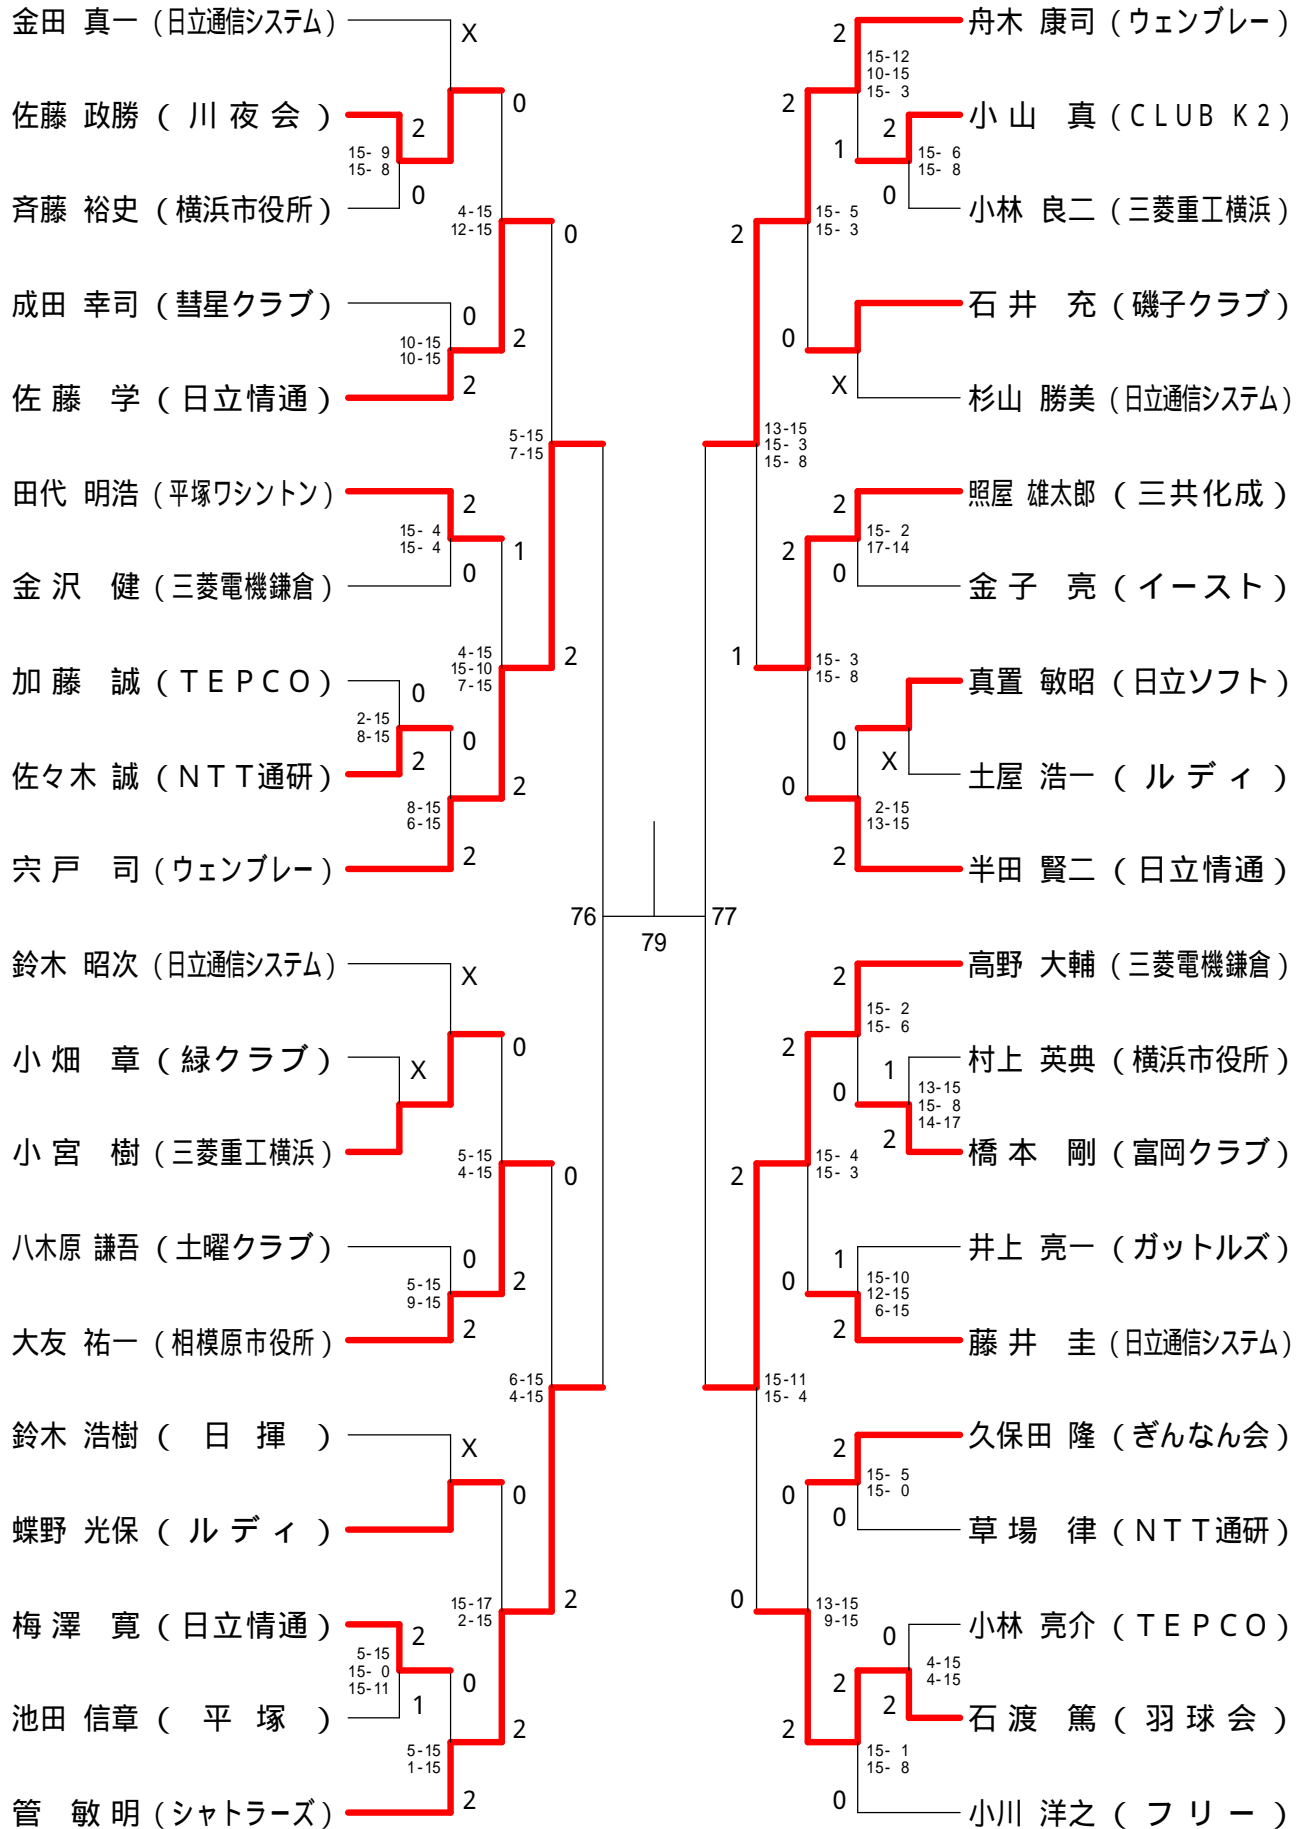 金田 真一 (日立通信システム)
X
佐藤 政勝 ( 川 夜 会 )
2
0
15- 9
15- 8
0
斉藤 裕史 (横浜市役所)
4-15
12-15
0
成田 幸司 (彗星クラブ)
0
2
10-15
10-15
2
佐 藤 学 (日立情通)
5-15
7-15
田代 明浩 (平塚ワシントン)
2
15- 4
15- 4
1
0
金 沢 健 (三菱電機鎌倉)
4-15
15-10
7-15
2
加 藤 誠 (TEPCO)
0
2-15
8-15
0
2
佐々木 誠 (NTT通研)
2
8-15
6-15
2
宍 戸 司 (ウェンブレー)
76
鈴木 昭次 (日立通信システム)
X
0
小 畑 章 (緑クラブ)
X
小 宮 樹 (三菱重工横浜)
5-15
4-15
0
八木原 謙吾 (土曜クラブ)
0
2
5-15
9-15
2
大友 祐一 (相模原市役所)
6-15
4-15
鈴木 浩樹 ( 日 揮 )
X
0
蝶野 光保 ( ル ディ )
15-17
2-15
2
梅 澤 寛 (日立情通)
2
5-15
15- 0
15-11
0
1
池田 信章 ( 平 塚 )
2
5-15
1-15
2
管 敏 明 (シャトラーズ)
79
2
舟木 康司 (ウェンブレー)
15-12
10-15
15- 3
2
2
小 山 真 (CLUB K2)
1
15- 6
15- 8
0
小林 良二 (三菱重工横浜)
15- 5
15- 3
2
石 井 充 (磯子クラブ)
0
X
杉山 勝美 (日立通信システム)
13-15
15- 3
15- 8
2
照屋 雄太郎 (三共化成)
15- 2
17-14
2
0
金 子 亮 (イースト)
1
15- 3
15- 8
真置 敏昭 (日立ソフト)
0
X
土屋 浩一 ( ル ディ )
0
2-15
13-15
2
半田 賢二 (日立情通)
77
2
高野 大輔 (三菱電機鎌倉)
15- 2
15- 6
2
1
村上 英典 (横浜市役所)
0
13-15
15- 8
14-17
2
橋 本 剛 (富岡クラブ)
15- 4
15- 3
2
1
井上 亮一 (ガットルズ)
0
15-10
12-15
6-15
2
藤 井 圭 (日立通信システム)
15-11
15- 4
2
久保田 隆 (ぎんなん会)
15- 5
15- 0
0
0
草 場 律 (NTT通研)
0
13-15
9-15
0
小林 亮介 (TEPCO)
4-15
4-15
2
2
石 渡 篤 (羽 球 会)
2
15- 1
15- 8
0
小川 洋之 (フ リ ー)